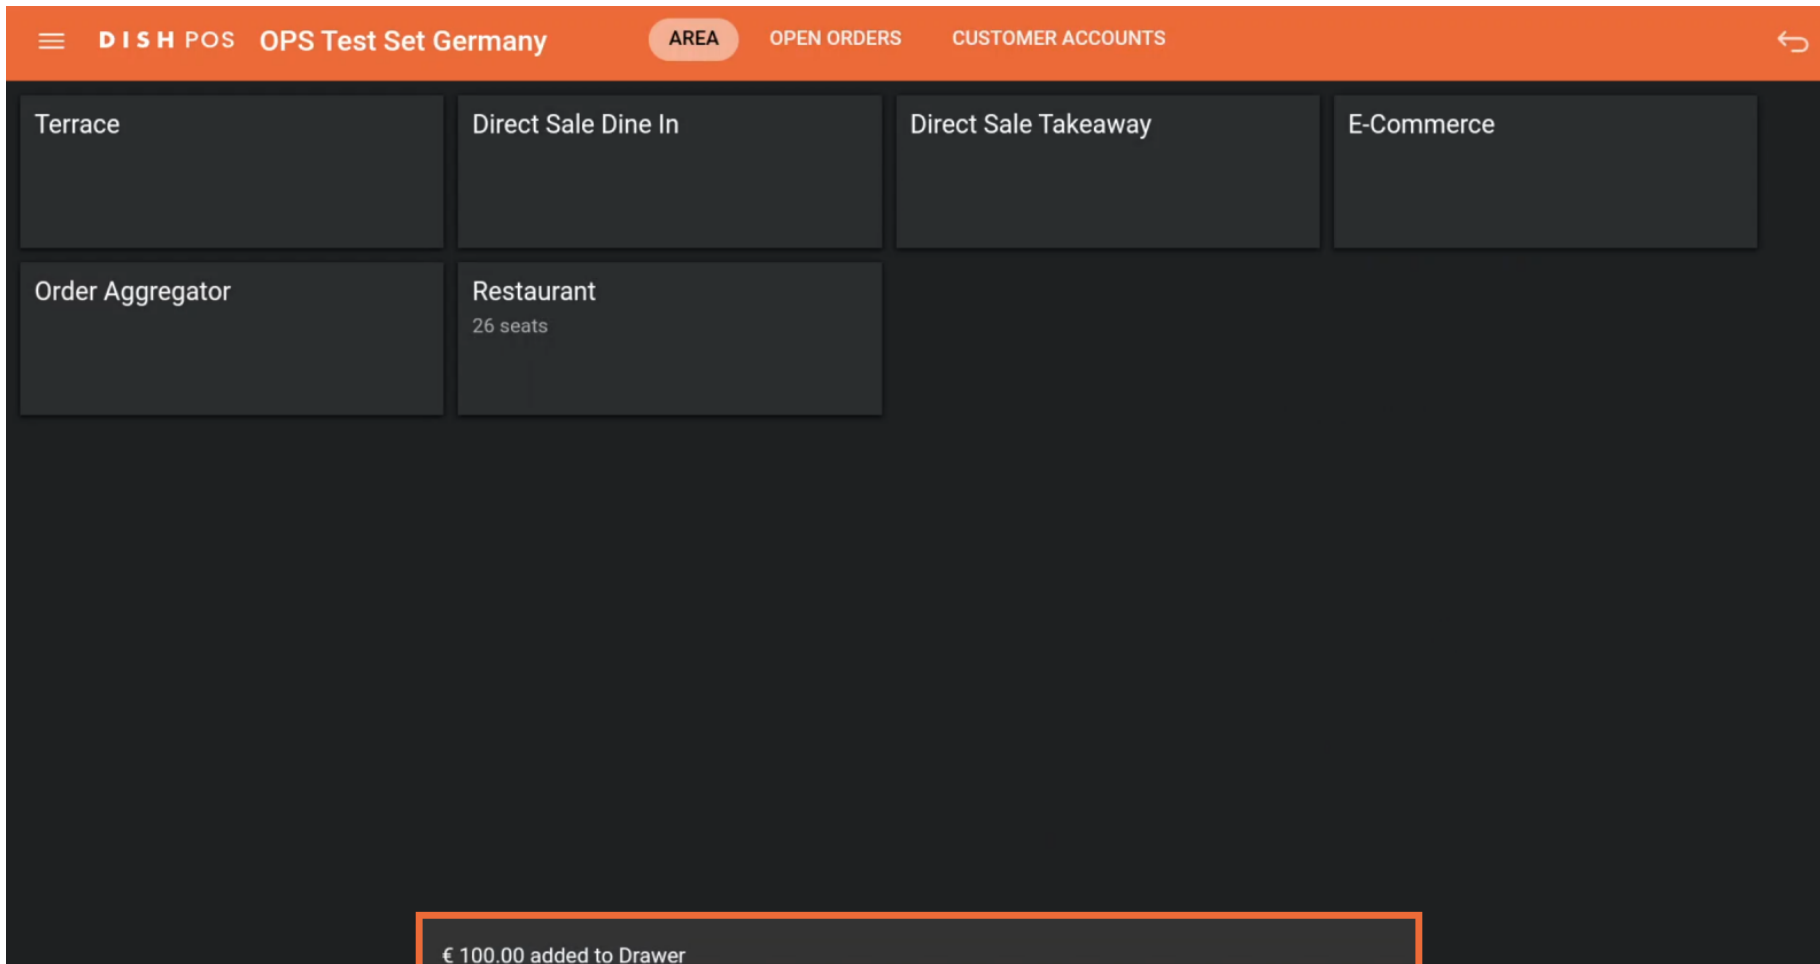 DISH POS OPS Test Set Germany AREA OPEN ORDERS CUSTOMER ACCOUNTS
Terrace Direct Sale Dine In Direct Sale Takeaway E-Commerce
Order Aggregator Restaurant
26 seats
€ 100.00 added to Drawer